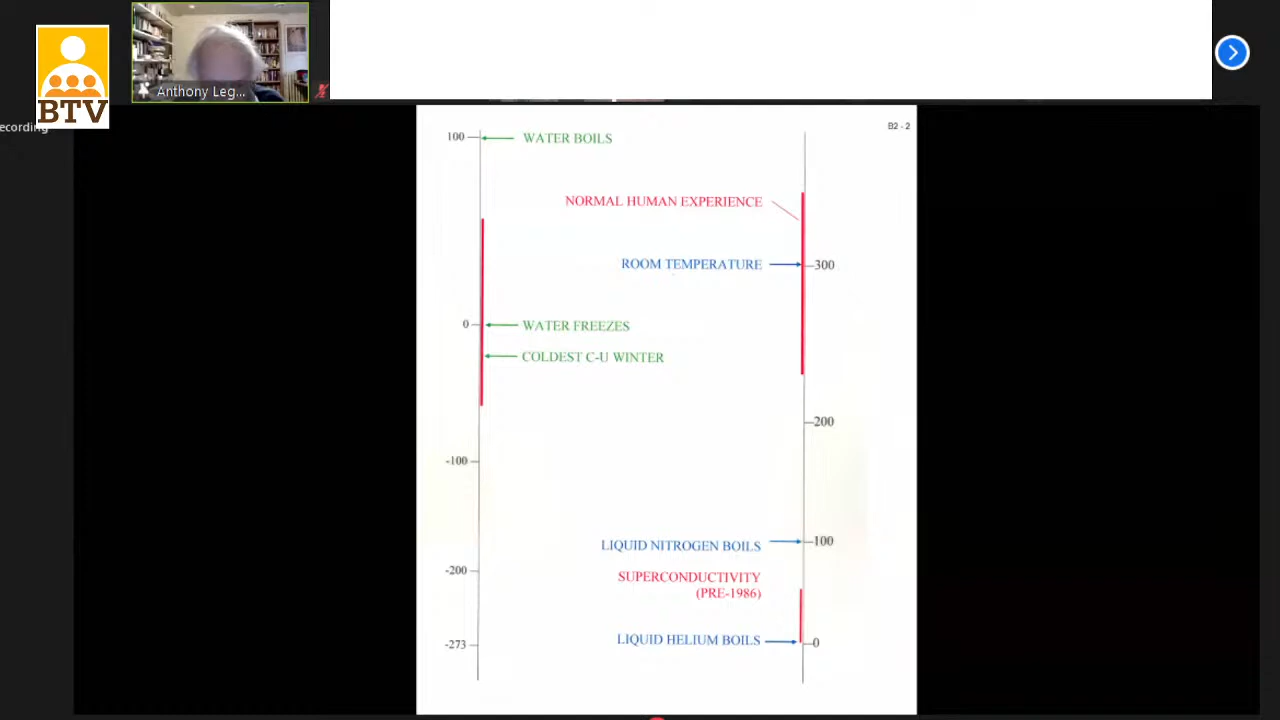 Anthony Leg...
BTV
ecording
B2 - 2
100
WATER BOILS
NORMAL HUMAN EXPERIENCE
ROOM TEMPERATURE
300
0
WATER FREEZES
COLDEST C-U WINTER
200
-100
LIQUID NITROGEN BOILS
100
-200
SUPERCONDUCTIVITY
(PRE-1986)
LIQUID HELIUM BOILS
0
-273